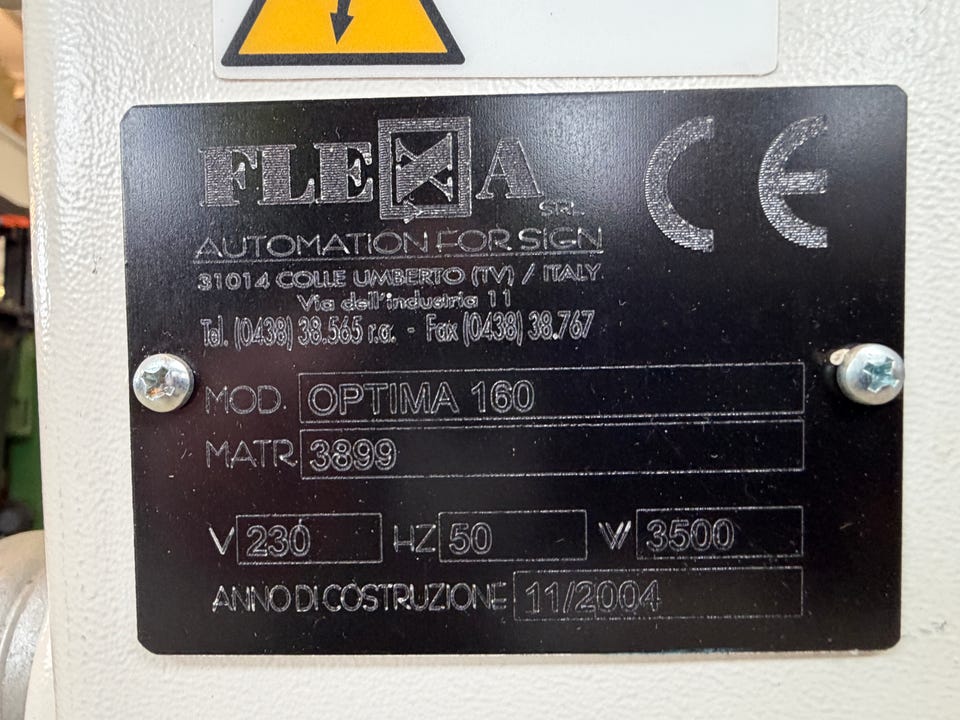 FLEXA SRL.
CE
AUTOMATION FOR SIGN
31014 COLLE UMBERTO (TV) / ITALY
Via dell'industria 11
Tel. (0438) 38.565 r.a. - Fax (0438) 38.767
MOD. OPTIMA 160
MATR. 3899
V 230 HZ 50 W 3500
ANNO DI COSTRUZIONE 11/2004